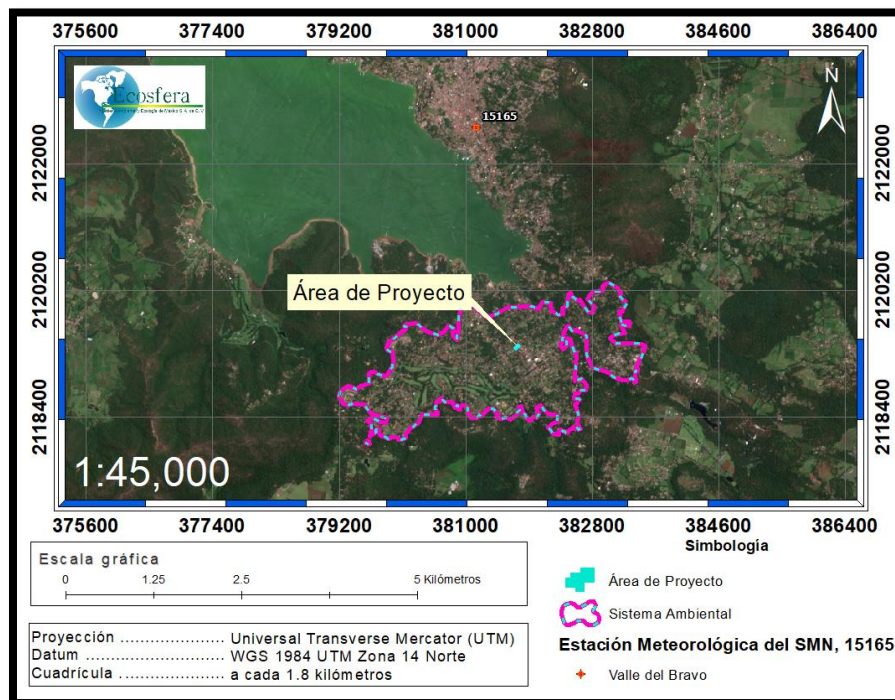 375600 377400 379200 381000 382800 384600 386400
Ecosfera
N
15165
2122000 2122000
Área de Proyecto
2120200 2120200
2118400 2118400
1:45,000
375600 377400 379200 381000 382800 384600 386400
Simbología
Escala gráfica
0 1.25 2.5 5 Kilómetros
Área de Proyecto
Sistema Ambiental
Proyección ..................... Universal Transverse Mercator (UTM)
Datum ..................... WGS 1984 UTM Zona 14 Norte
Cuadrícula ..................... a cada 1.8 kilómetros
Estación Meteorológica del SMN, 15165
Valle del Bravo